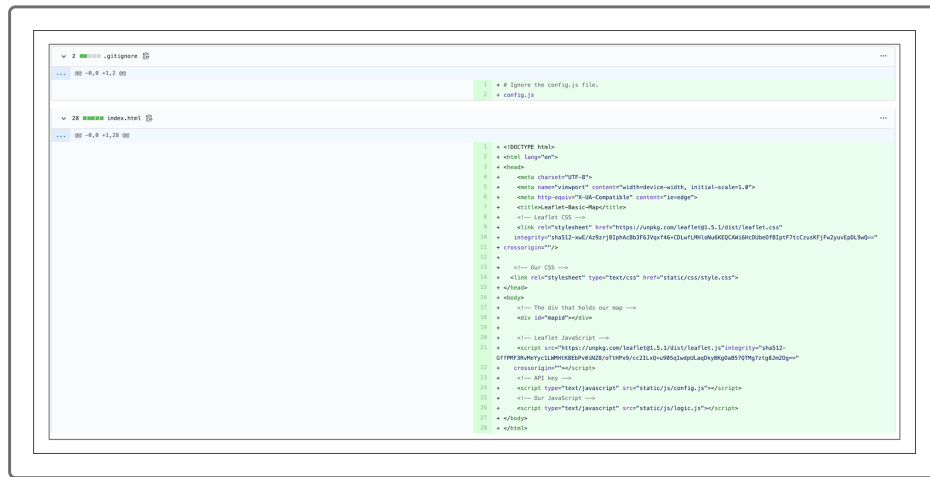 2 .gitignore
...
... @@ -0,0 +1,2 @@
1 + # Ignore the config.js file.
2 + config.js
28 index.html
...
... @@ -0,0 +1,28 @@
1 + <!DOCTYPE html>
2 + <html lang="en">
3 + <head>
4 + <meta charset="UTF-8">
5 + <meta name="viewport" content="width=device-width, initial-scale=1.0">
6 + <meta http-equiv="X-UA-Compatible" content="ie=edge">
7 + <title>Leaflet-Basic-Map</title>
8 + <!-- Leaflet CSS -->
9 + <link rel="stylesheet" href="https://unpkg.com/leaflet@1.5.1/dist/leaflet.css"
10 + integrity="sha512-xwE/Az9zrjBIphAcBb3F6JVqxf46+CDLwfLMHloNu6KEQCAWi6HcDUbeOfBIptF7tcCzusKFjFw2yuvEpDL9wQ=="
11 + crossorigin=""/>
12 +
13 + <!-- Our CSS -->
14 + <link rel="stylesheet" type="text/css" href="static/css/style.css">
15 + </head>
16 + <body>
17 + <!-- The div that holds our map -->
18 + <div id="mapid"></div>
19 +
20 + <!-- Leaflet JavaScript -->
21 + <script src="https://unpkg.com/leaflet@1.5.1/dist/leaflet.js"integrity="sha512-
GffPMF3RvMeYyc1LWMHtK8EbPv0iNZ8/oTtHPx9/cc2ILxQ+u905qIwdpULaqDkyBKgOaB57QTMg7ztg8Jm2Og=="
22 + crossorigin=""></script>
23 + <!-- API key -->
24 + <script type="text/javascript" src="static/js/config.js"></script>
25 + <!-- Our JavaScript -->
26 + <script type="text/javascript" src="static/js/logic.js"></script>
27 + </body>
28 + </html>